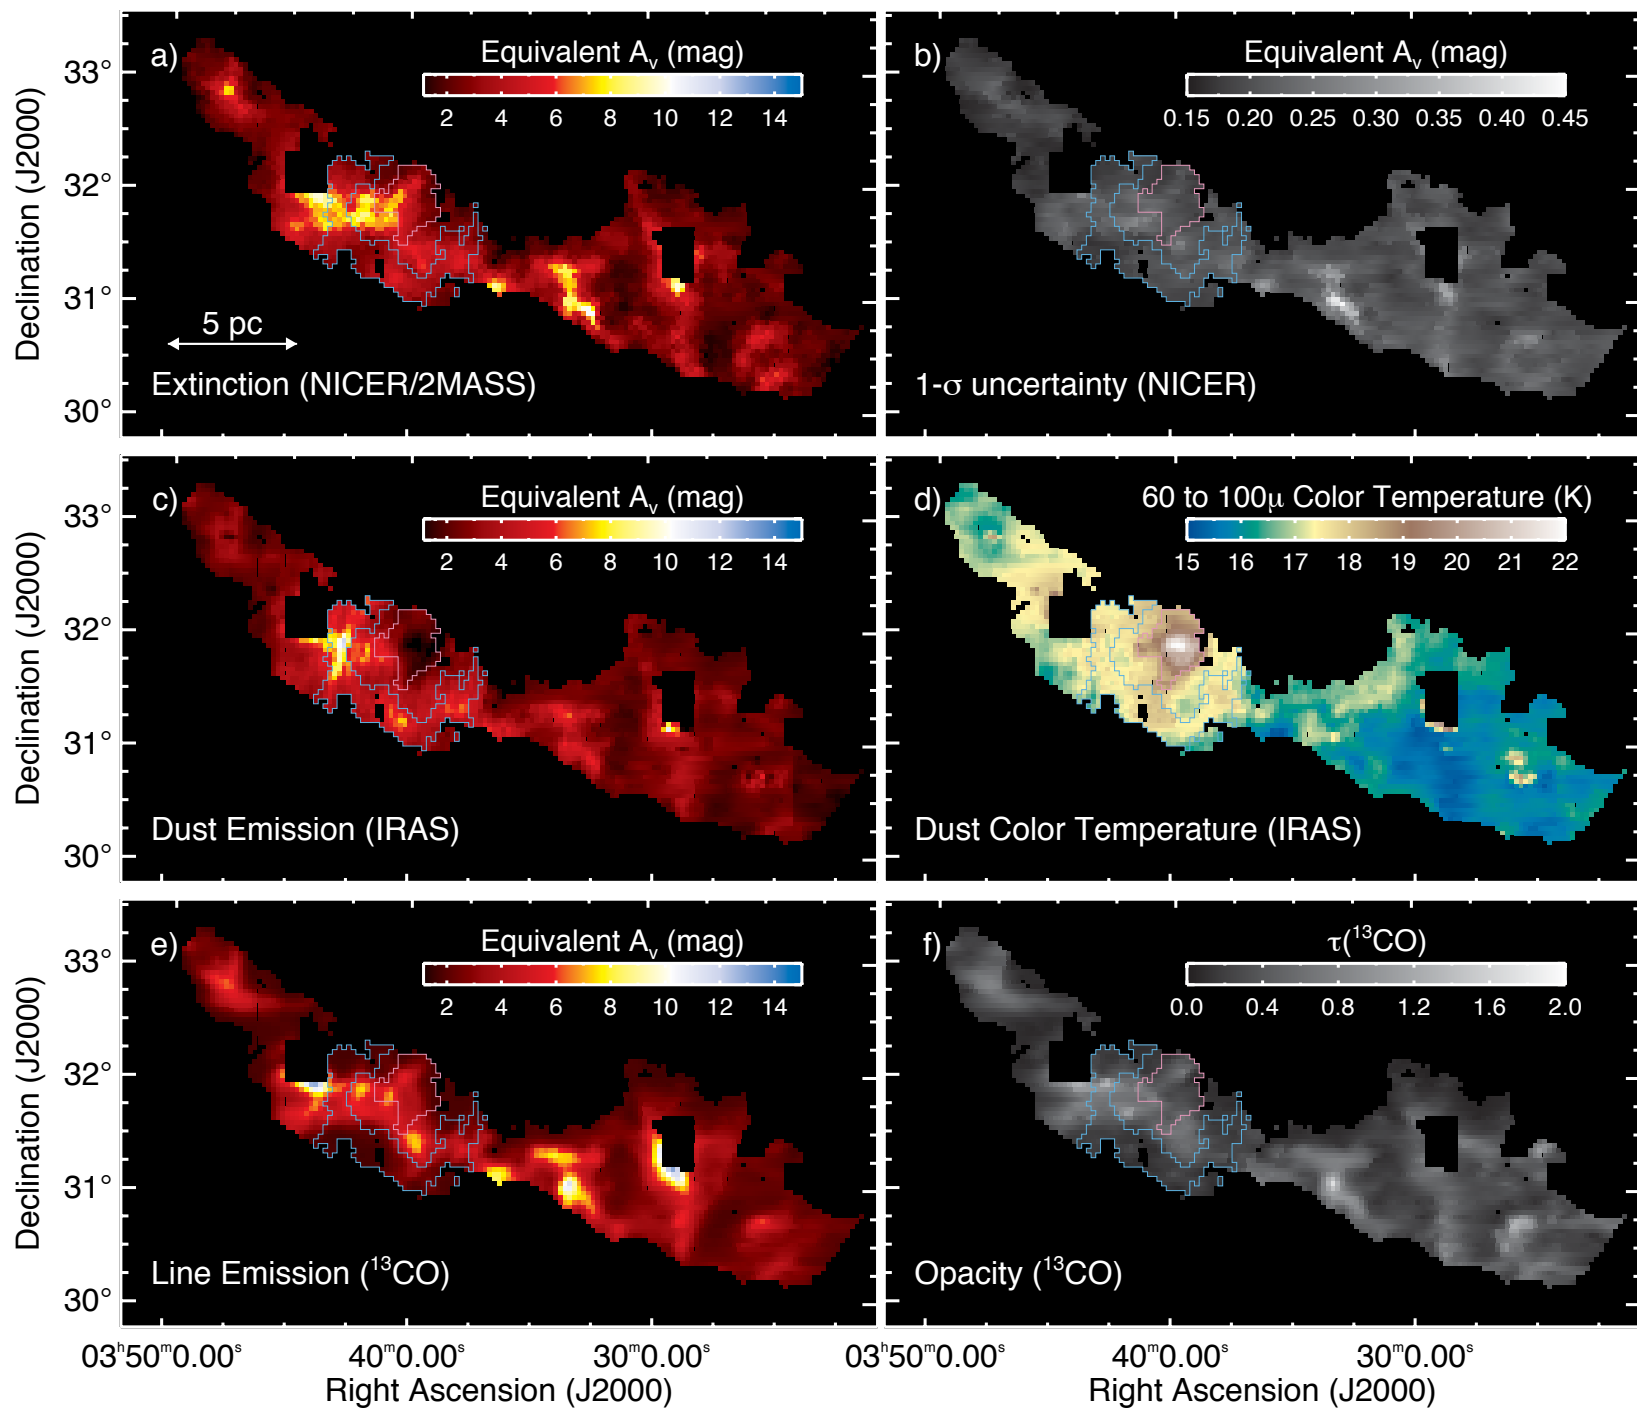 a) Equivalent Aᵥ (mag)
2 4 6 8 10 12 14
33°
32°
31°
30°
Declination (J2000)
5 pc
Extinction (NICER/2MASS)
b) Equivalent Aᵥ (mag)
0.15 0.20 0.25 0.30 0.35 0.40 0.45
1-σ uncertainty (NICER)
c) Equivalent Aᵥ (mag)
2 4 6 8 10 12 14
33°
32°
31°
30°
Declination (J2000)
Dust Emission (IRAS)
d) 60 to 100μ Color Temperature (K)
15 16 17 18 19 20 21 22
Dust Color Temperature (IRAS)
e) Equivalent Aᵥ (mag)
2 4 6 8 10 12 14
33°
32°
31°
30°
Declination (J2000)
Line Emission (¹³CO)
f) τ(¹³CO)
0.0 0.4 0.8 1.2 1.6 2.0
Opacity (¹³CO)
03ʰ50ᵐ0.00ˢ 40ᵐ0.00ˢ 30ᵐ0.00ˢ
Right Ascension (J2000)
03ʰ50ᵐ0.00ˢ 40ᵐ0.00ˢ 30ᵐ0.00ˢ
Right Ascension (J2000)